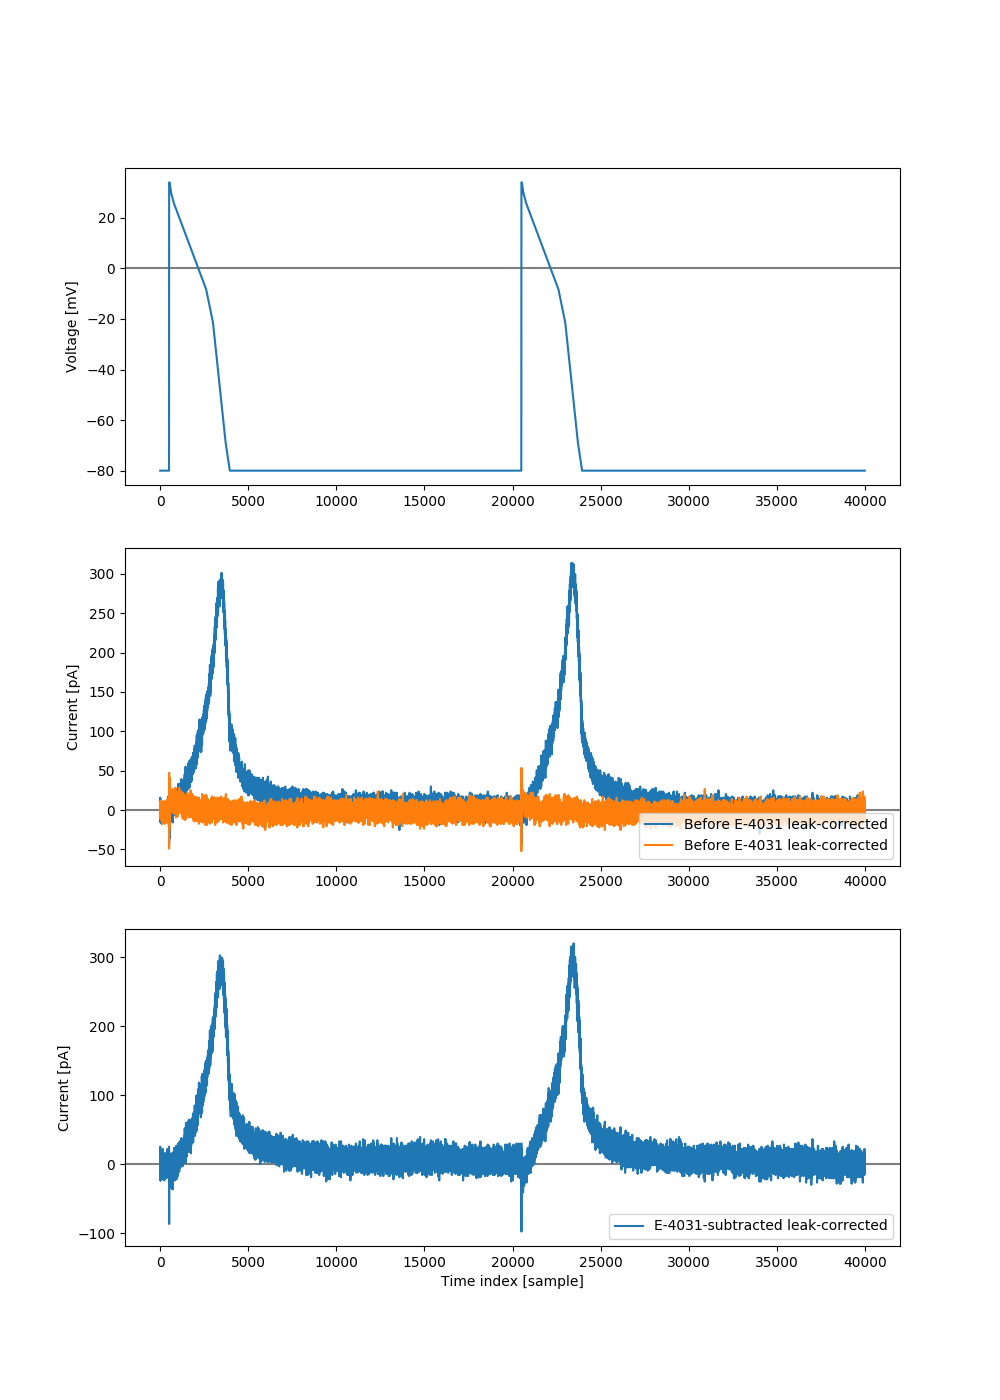 20
0
−20
−40
−60
−80
Voltage [mV]
0 5000 10000 15000 20000 25000 30000 35000 40000
300
250
200
150
100
50
0
−50
Current [pA]
Before E-4031 leak-corrected
Before E-4031 leak-corrected
0 5000 10000 15000 20000 25000 30000 35000 40000
300
200
100
0
−100
Current [pA]
E-4031-subtracted leak-corrected
0 5000 10000 15000 20000 25000 30000 35000 40000
Time index [sample]